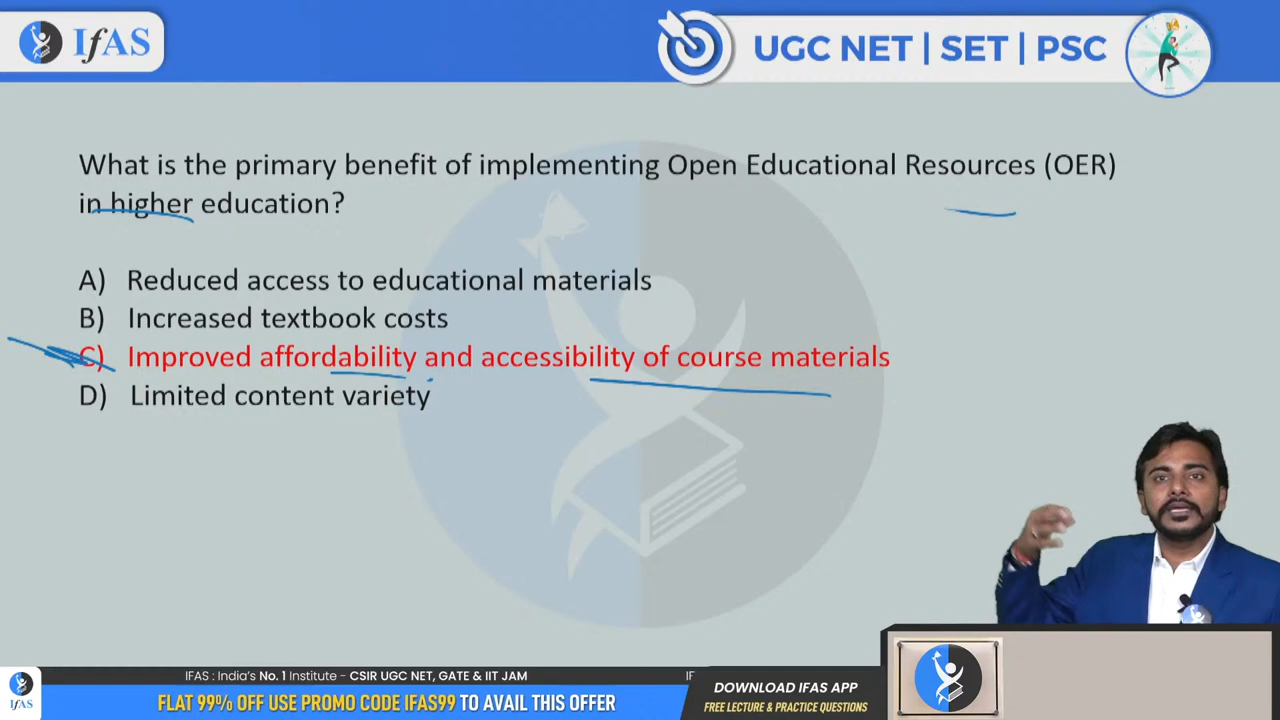 IfAS
UGC NET | SET | PSC
What is the primary benefit of implementing Open Educational Resources (OER)
in higher education?
A) Reduced access to educational materials
B) Increased textbook costs
C) Improved affordability and accessibility of course materials
D) Limited content variety
IFAS : India's No. 1 Institute - CSIR UGC NET, GATE & IIT JAM
IF
IfAS
FLAT 99% OFF USE PROMO CODE IFAS99 TO AVAIL THIS OFFER
DOWNLOAD IFAS APP
FREE LECTURE & PRACTICE QUESTIONS